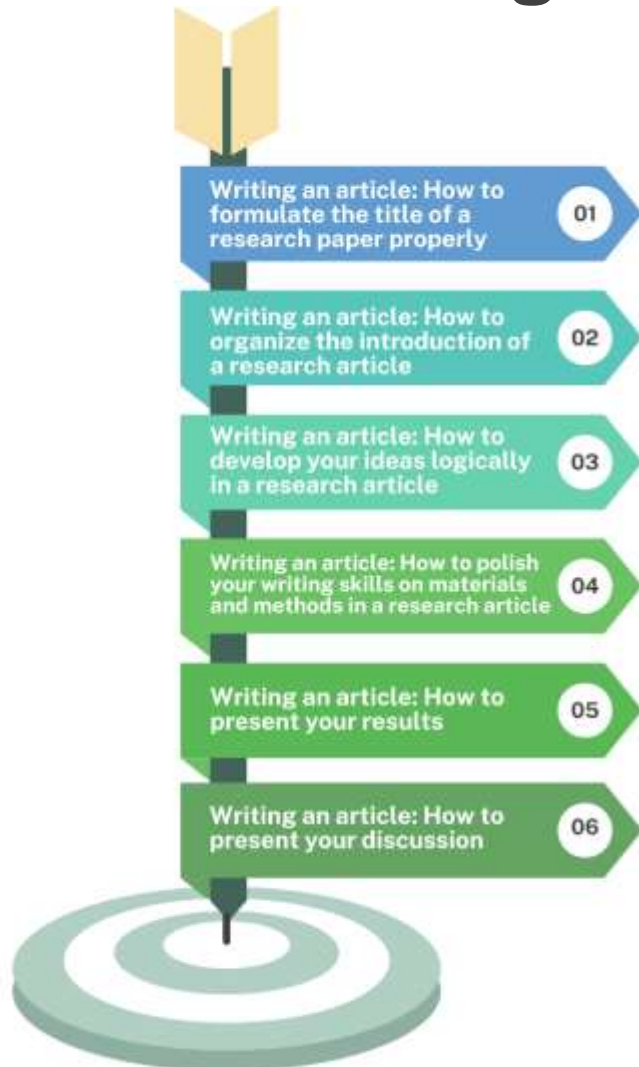 Writing an article: How to
formulate the title of a
research paper properly
01
Writing an article: How to
organize the introduction of
a research article
02
Writing an article: How to
develop your ideas logically
in a research article
03
Writing an article: How to polish
your writing skills on materials
and methods in a research article
04
Writing an article: How to
present your results
05
Writing an article: How to
present your discussion
06